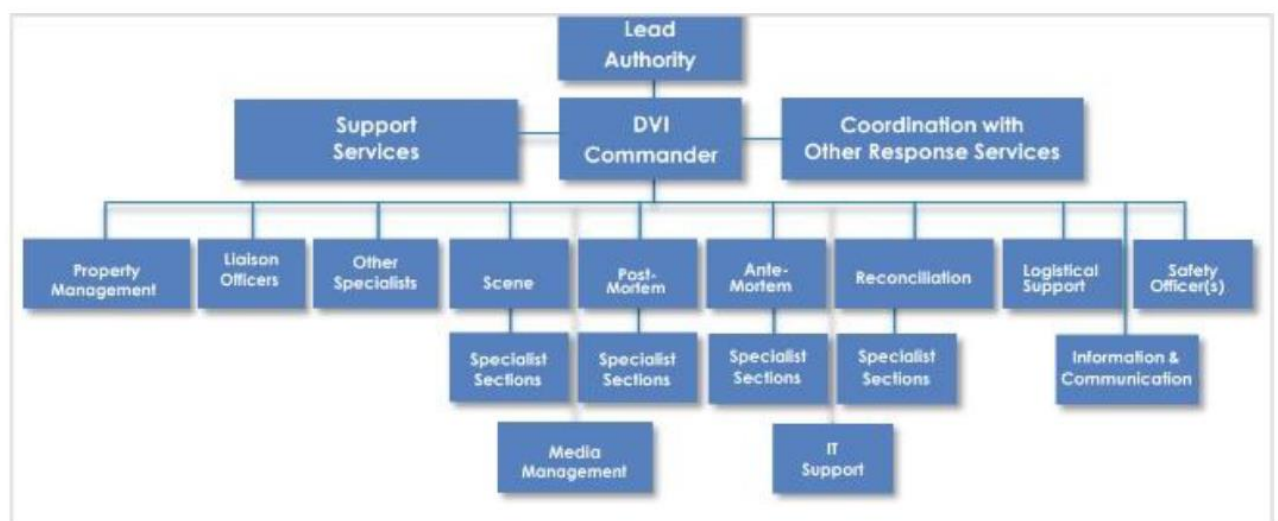 Lead
Authority
Support
Services
DVI
Commander
Coordination with
Other Response Services
Property
Management
Liaison
Officers
Other
Specialists
Scene
Post-
Mortem
Ante-
Mortem
Reconciliation
Logistical
Support
Safety
Officer(s)
Specialist
Sections
Specialist
Sections
Specialist
Sections
Specialist
Sections
Information &
Communication
Media
Management
IT
Support